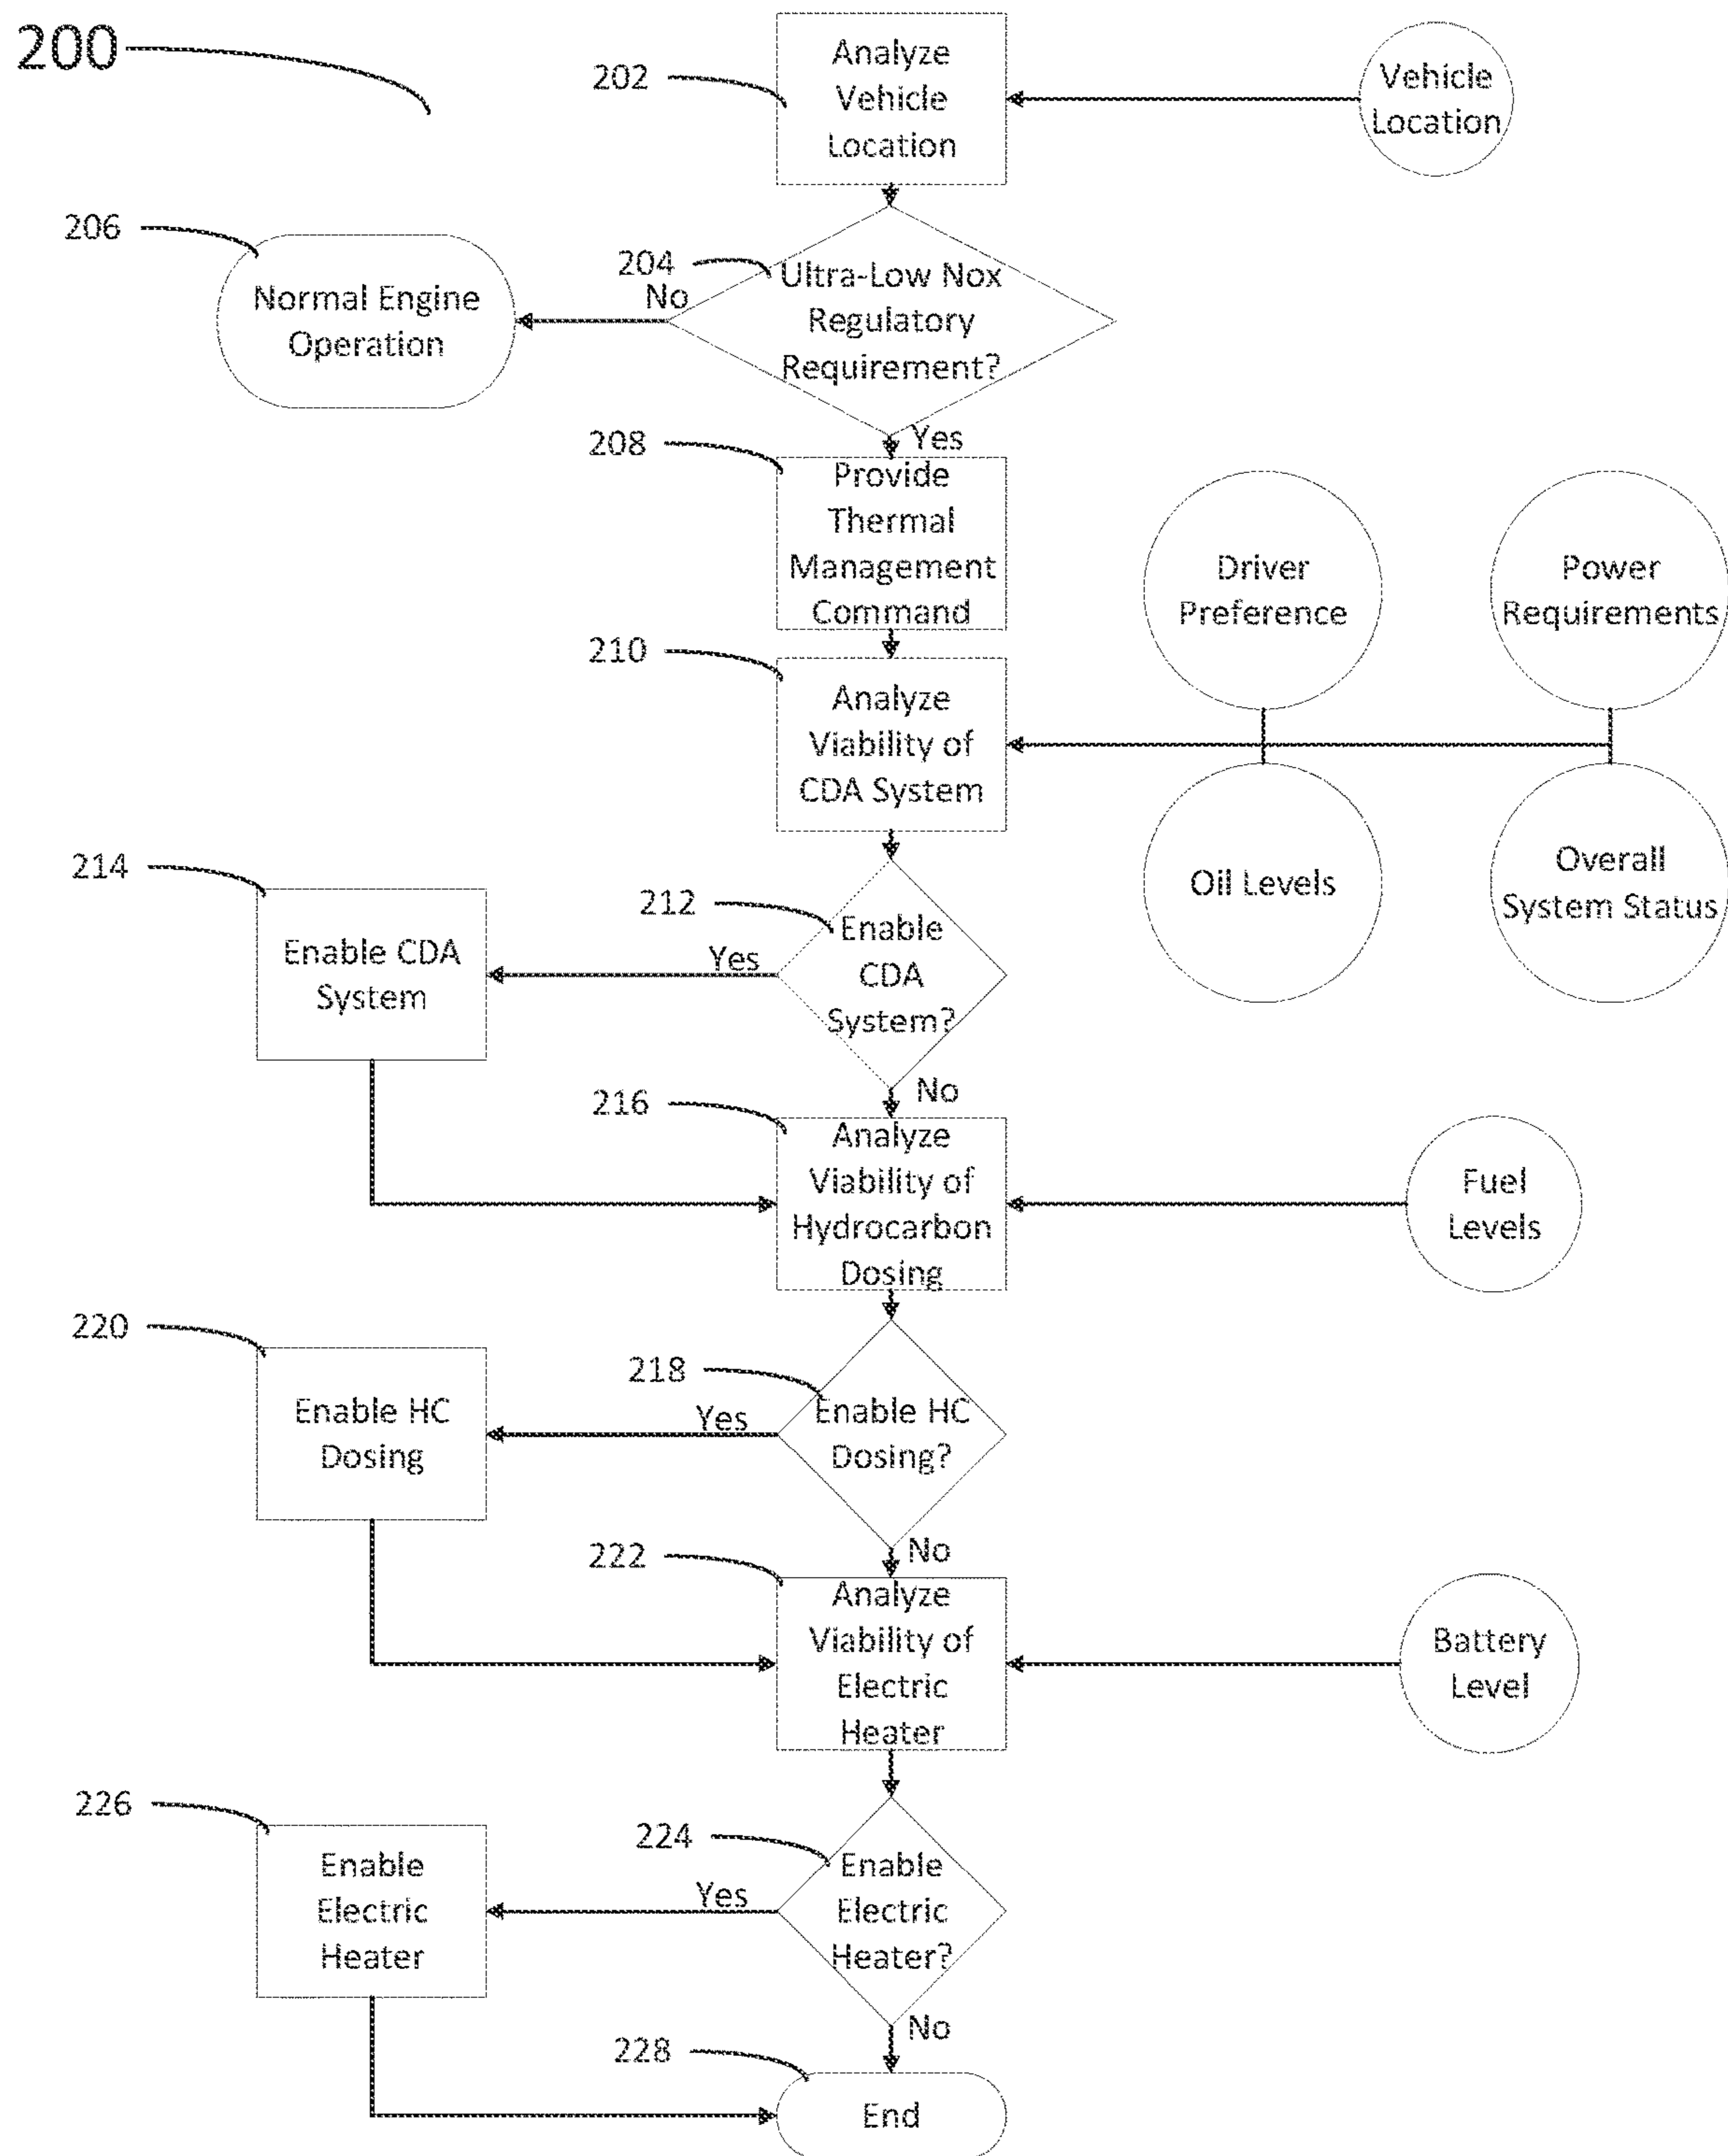 200
202
Analyze
Vehicle
Location
Vehicle
Location
206
Normal Engine
Operation
204
No
Ultra-Low Nox
Regulatory
Requirement?
Yes
208
Provide
Thermal
Management
Command
Driver
Preference
Power
Requirements
210
Analyze
Viability of
CDA System
Oil Levels
Overall
System Status
214
Enable CDA
System
212
Yes
Enable
CDA
System?
No
216
Analyze
Viability of
Hydrocarbon
Dosing
Fuel
Levels
220
Enable HC
Dosing
218
Yes
Enable HC
Dosing?
No
222
Analyze
Viability of
Electric
Heater
Battery
Level
226
Enable
Electric
Heater
224
Yes
Enable
Electric
Heater?
No
228
End